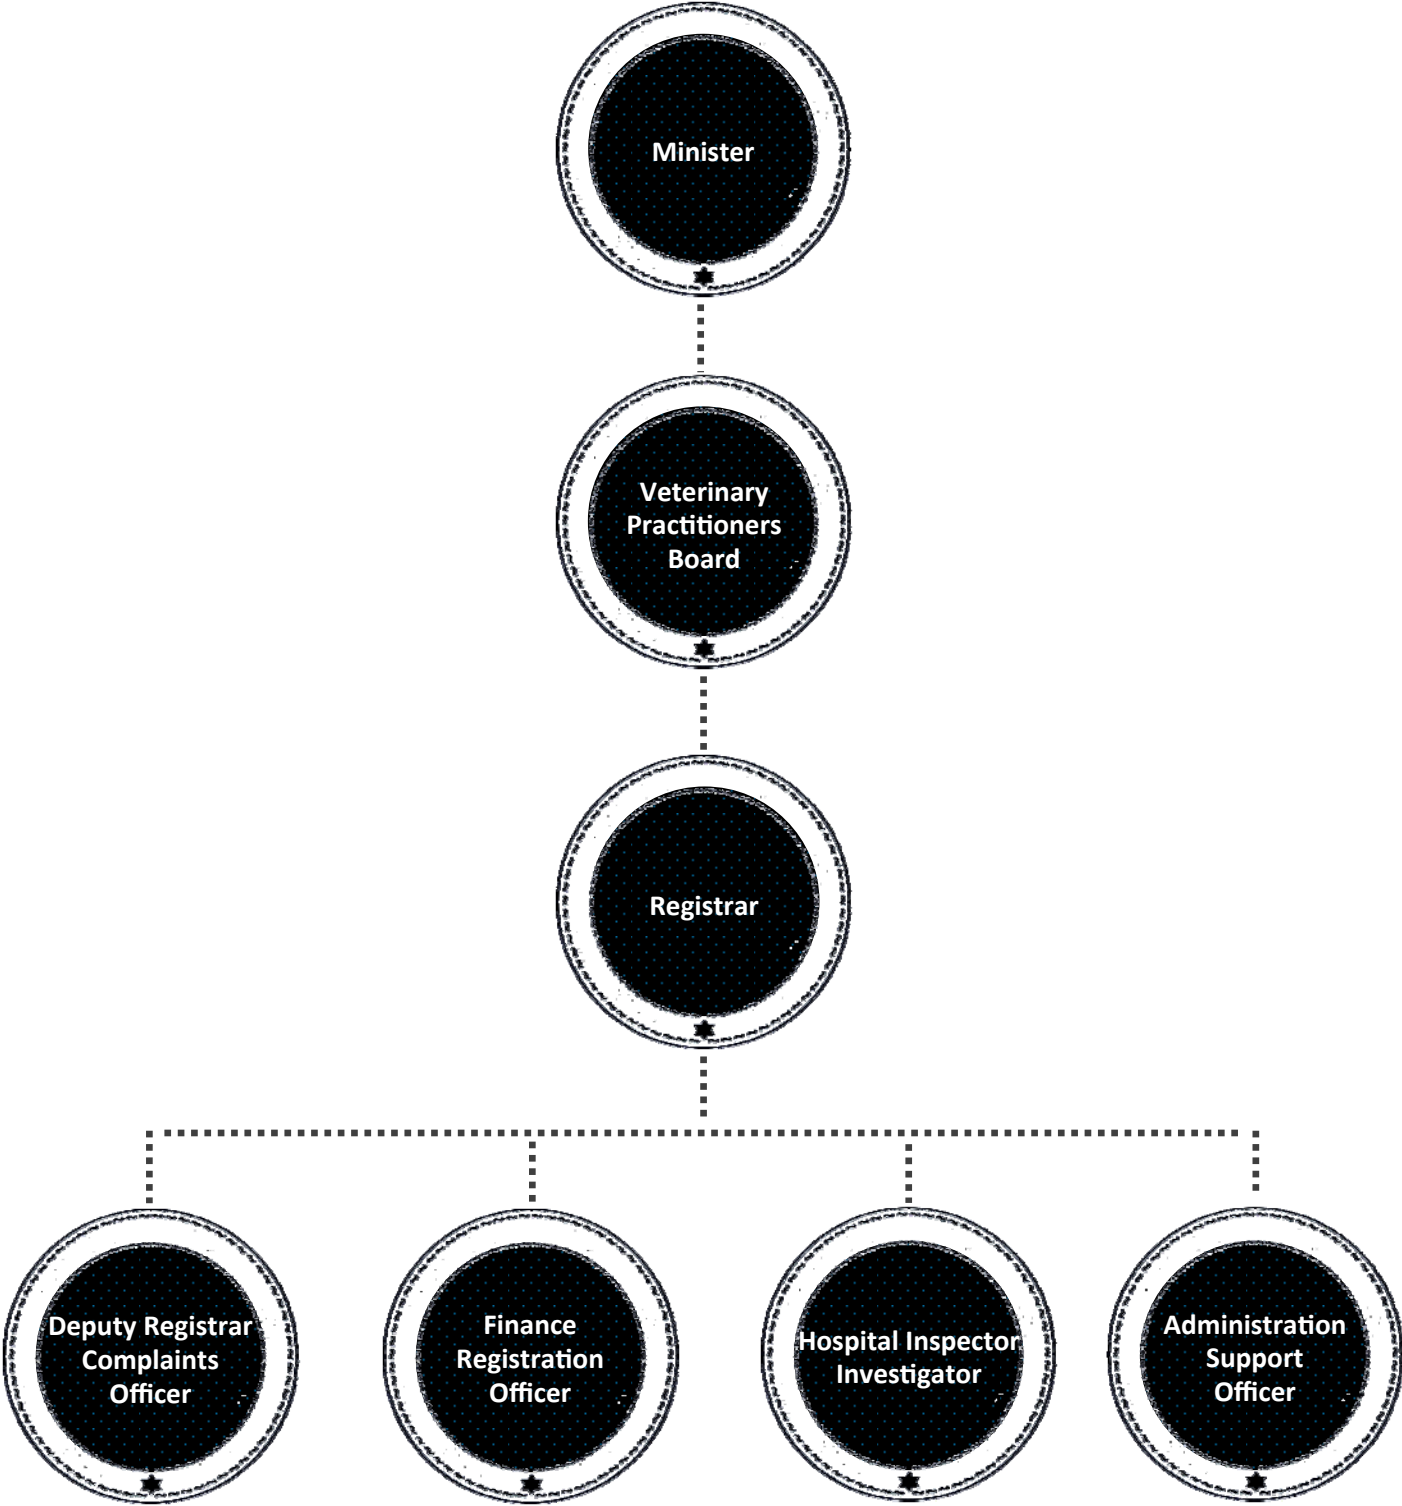 Minister
Veterinary
Practitioners
Board
Registrar
Deputy Registrar
Complaints
Officer
Finance
Registration
Officer
Hospital Inspector
Investigator
Administration
Support
Officer